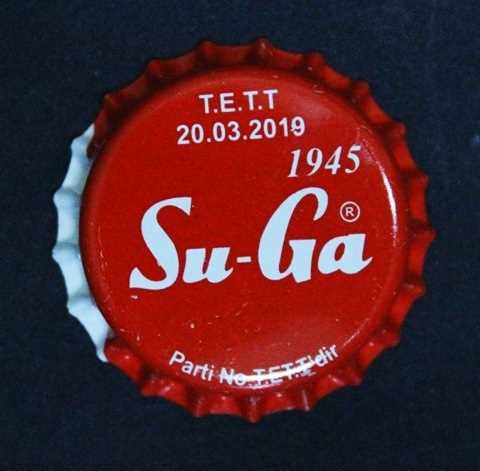 T.E.T.T
20.03.2019
1945
Su-Ga ®
Parti No T.E.T.T'dir